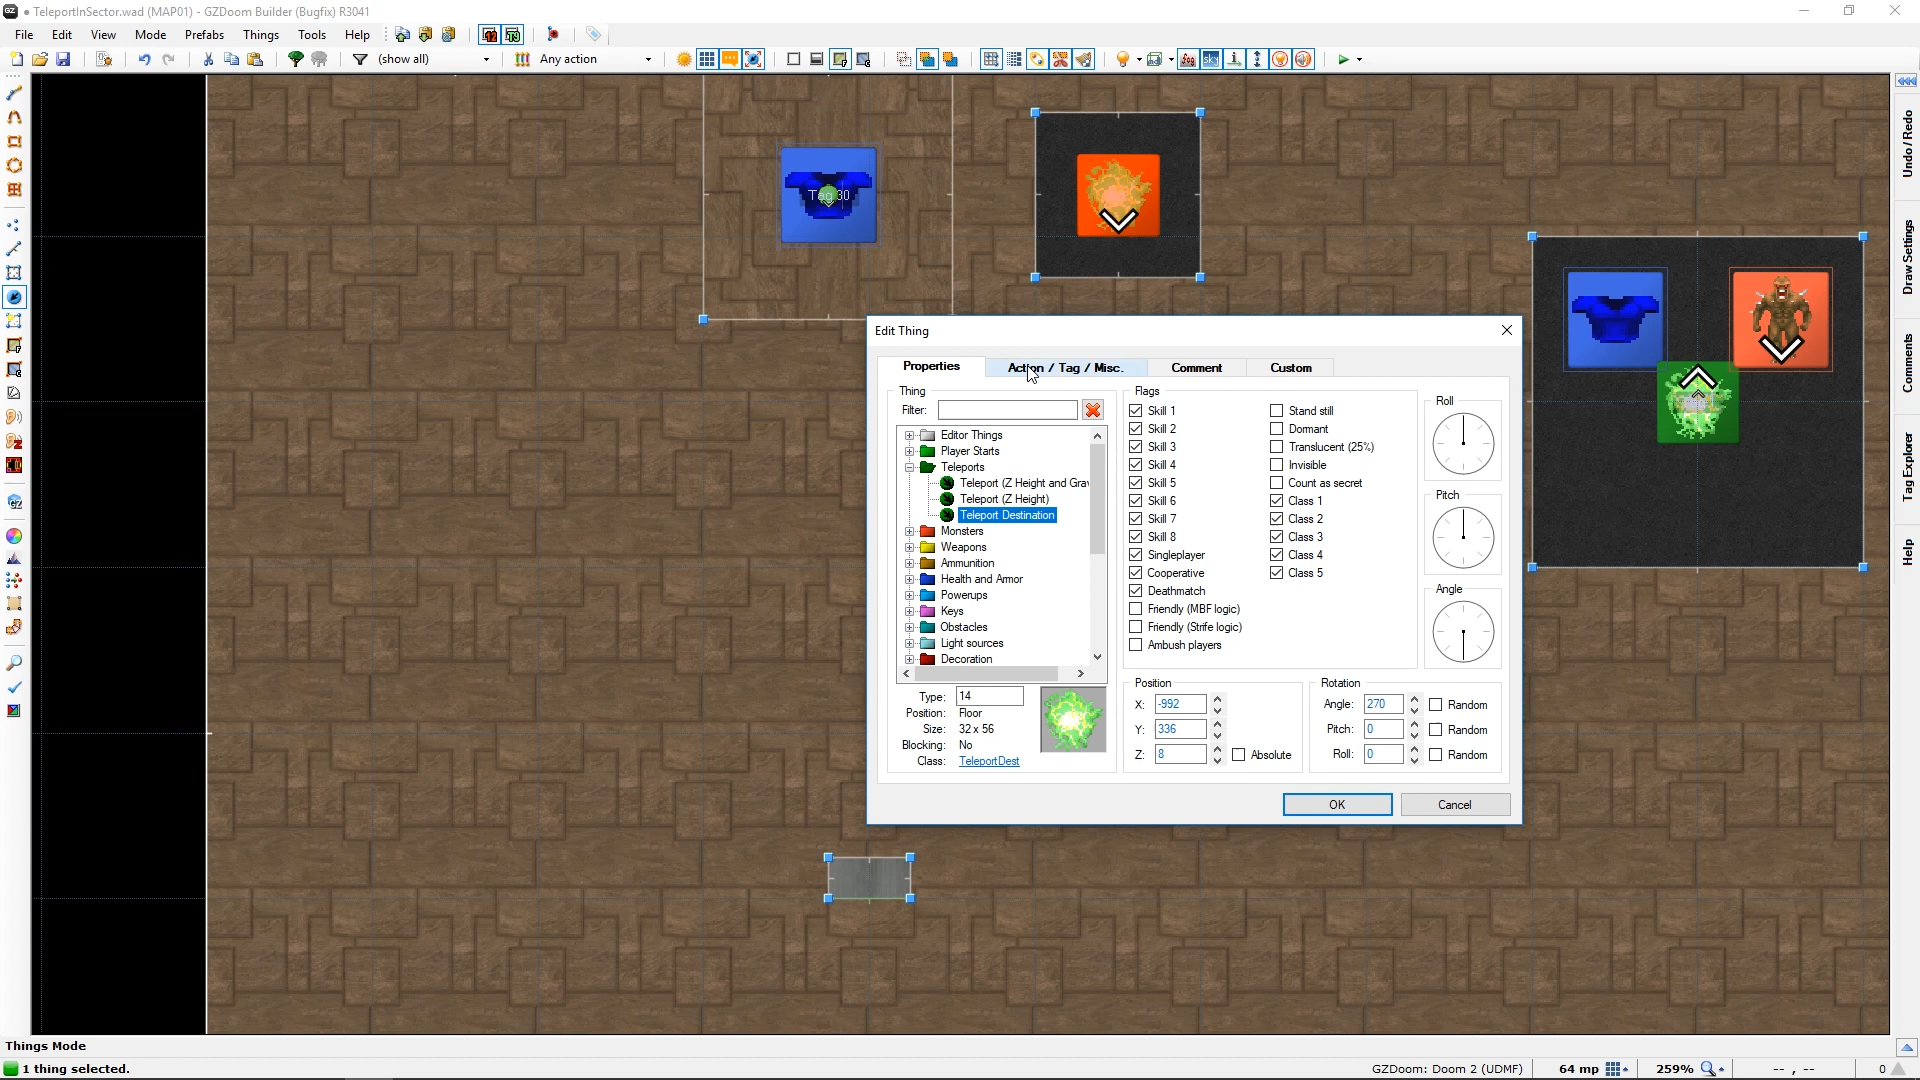 TeleportInSector.wad (MAP01) - GZDoom Builder (Bugfix) R3041
File Edit View Mode Prefabs Things Tools Help
(show all) Any action
Undo / Redo
Draw Settings
Comments
Tag Explorer
Help
Tag 30
Edit Thing
Properties Action / Tag / Misc. Comment Custom
Thing
Filter:
Editor Things
Player Starts
Teleports
Teleport (Z Height and Grav
Teleport (Z Height)
Teleport Destination
Monsters
Weapons
Ammunition
Health and Armor
Powerups
Keys
Obstacles
Light sources
Decoration
Type: 14
Position: Floor
Size: 32 x 56
Blocking: No
Class: TeleportDest
Flags
Skill 1
Skill 2
Skill 3
Skill 4
Skill 5
Skill 6
Skill 7
Skill 8
Singleplayer
Cooperative
Deathmatch
Friendly (MBF logic)
Friendly (Strife logic)
Ambush players
Stand still
Dormant
Translucent (25%)
Invisible
Count as secret
Class 1
Class 2
Class 3
Class 4
Class 5
Roll
Pitch
Angle
Position
X: -992
Y: 336
Z: 8 Absolute
Rotation
Angle: 270 Random
Pitch: 0 Random
Roll: 0 Random
OK Cancel
Things Mode
1 thing selected.
GZDoom: Doom 2 (UDMF) 64 mp 259% -- , -- 0